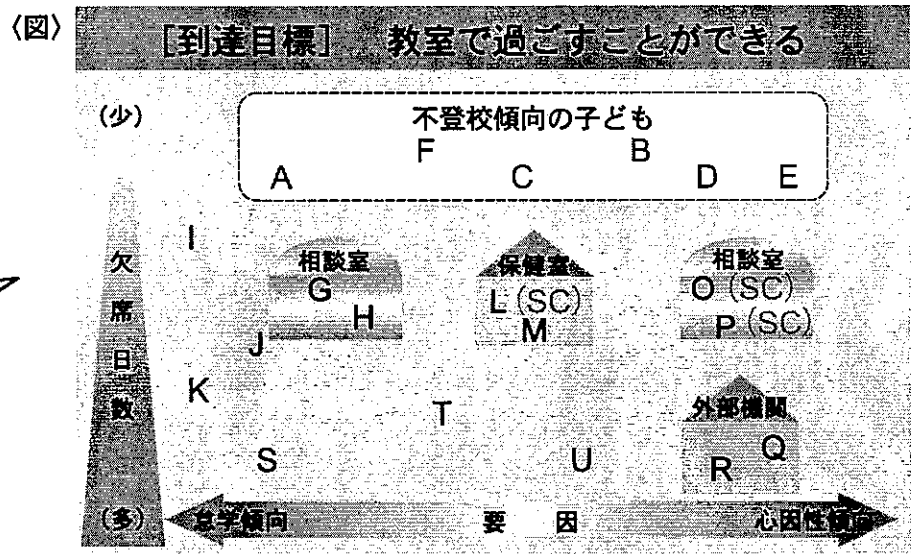 〈図〉
[到達目標] 教室で過ごすことができる
(少)
不登校傾向の子ども
F B
A C D E
I
欠席日数
相談室
G
H
保健室
L(SC)
M
相談室
O(SC)
P(SC)
J
K
T
外部機関
Q
R
S
U
(多)
怠学傾向 要因 心因性傾向